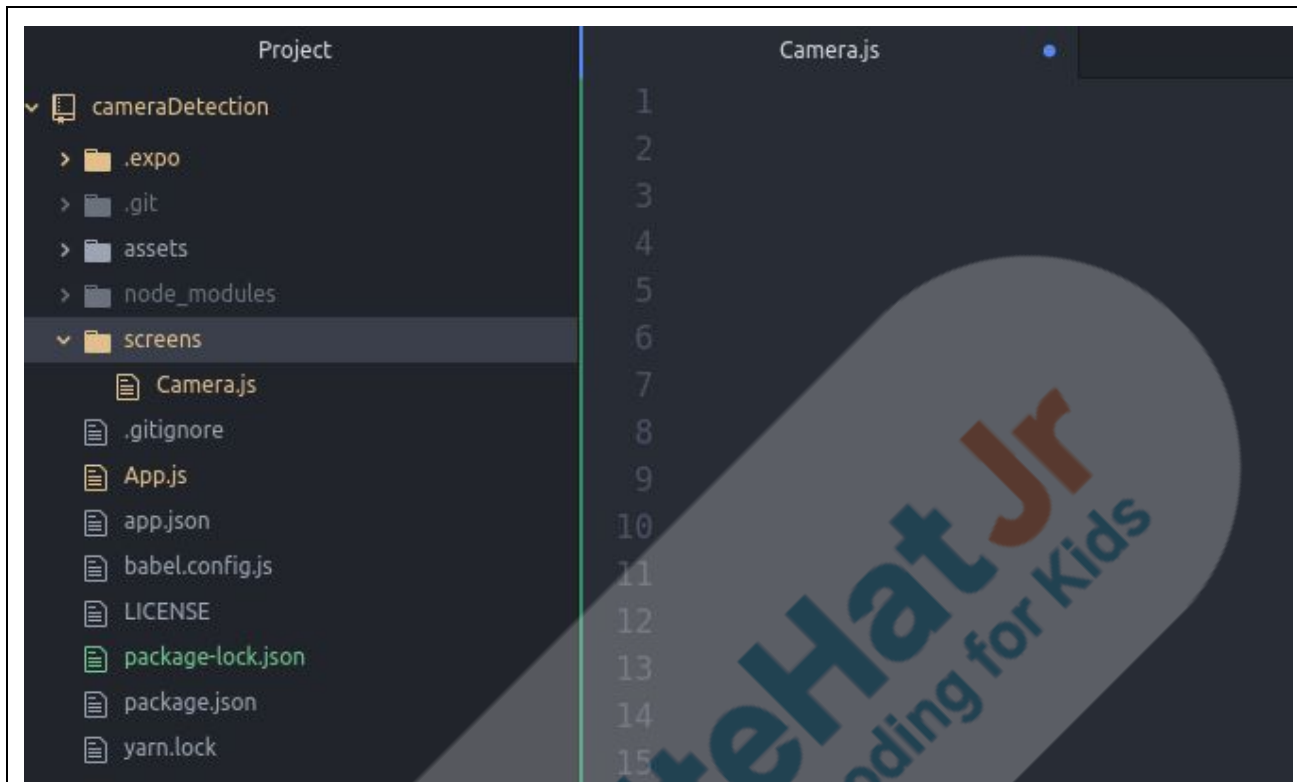 Project
cameraDetection
.expo
.git
assets
node_modules
screens
Camera.js
.gitignore
App.js
app.json
babel.config.js
LICENSE
package-lock.json
package.json
yarn.lock
Camera.js
1
2
3
4
5
6
7
8
9
10
11
12
13
14
15
teHat Jr
oding for Kids